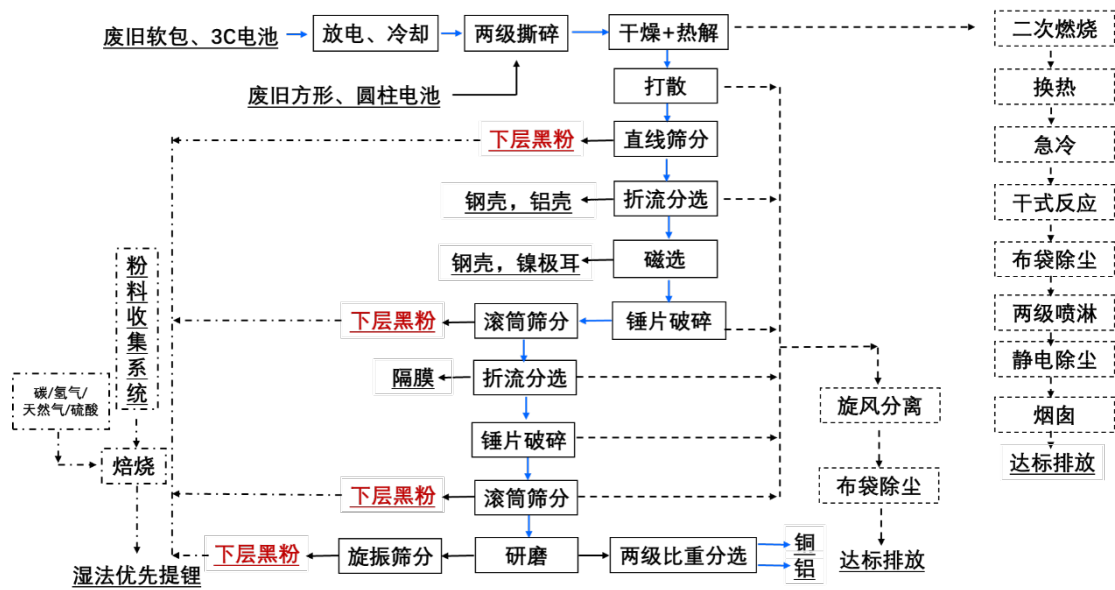 废旧软包、3C电池
放电、冷却
两级撕碎
干燥+热解
二次燃烧
废旧方形、圆柱电池
打散
换热
下层黑粉
直线筛分
急冷
钢壳，铝壳
折流分选
干式反应
粉料收集系统
钢壳，镍极耳
磁选
布袋除尘
下层黑粉
滚筒筛分
锤片破碎
两级喷淋
隔膜
折流分选
静电除尘
碳/氢气/
天然气/硫酸
旋风分离
烟囱
锤片破碎
焙烧
达标排放
下层黑粉
滚筒筛分
布袋除尘
下层黑粉
旋振筛分
研磨
两级比重分选
铜
铝
达标排放
湿法优先提锂